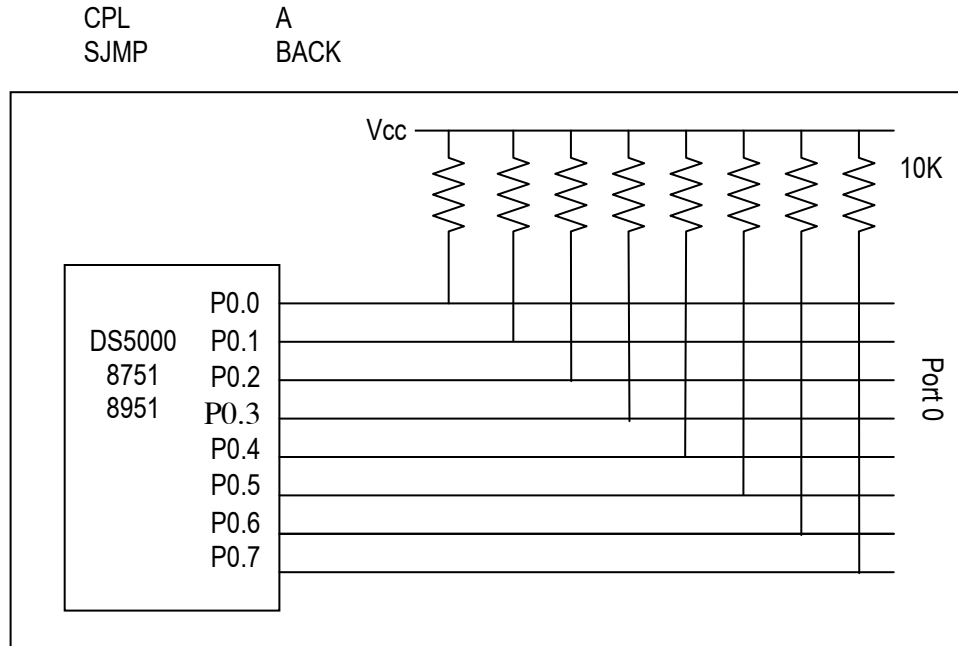 CPL A
SJMP BACK
Vcc
10K
P0.0
DS5000 P0.1
8751 P0.2
8951 P0.3
P0.4
P0.5
P0.6
P0.7
Port 0